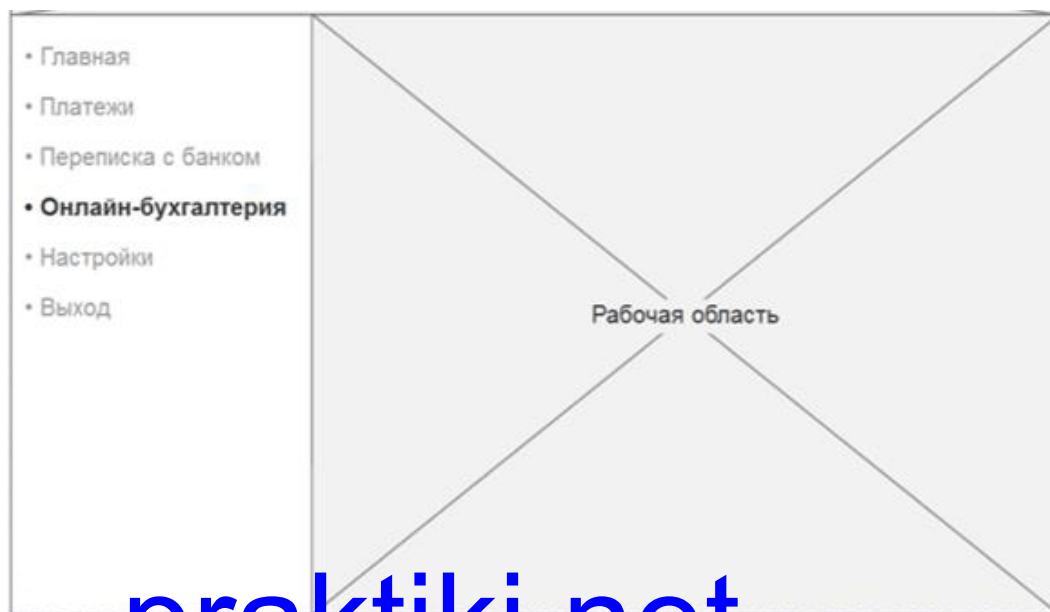 • Главная
• Платежи
• Переписка с банком
• Онлайн-бухгалтерия
• Настройки
• Выход
Рабочая область
praktiki.net